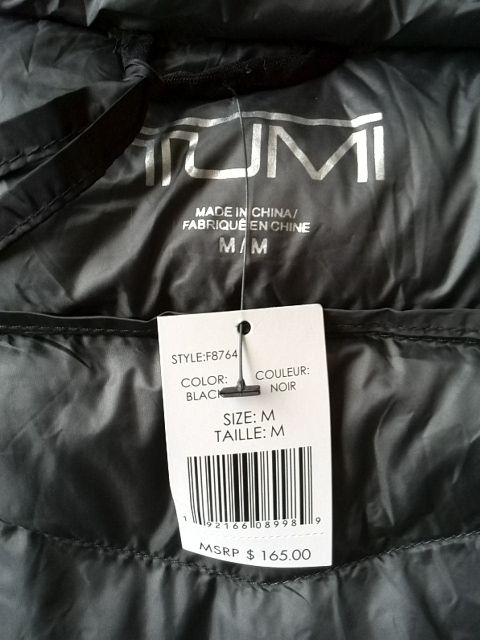 TUMI
MADE IN CHINA/
FABRIQUÉ EN CHINE
M / M
STYLE:F8764
COLOR: COULEUR:
BLACK NOIR
SIZE: M
TAILLE: M
1 92166 08998 9
MSRP $ 165.00